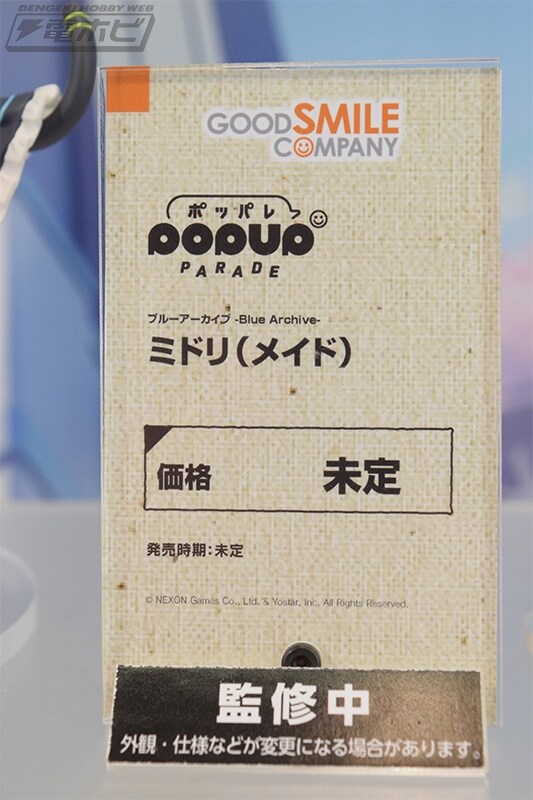 DENGEKI HOBBY WEB
電ホビ
GOOD SMILE
COMPANY
ポッパレ
POP UP
PARADE
ブルーアーカイブ -Blue Archive-
ミドリ（メイド）
価格 未定
発売時期：未定
© NEXON Games Co., Ltd. & Yostar, Inc. All Rights Reserved.
監修中
外観・仕様などが変更になる場合があります。